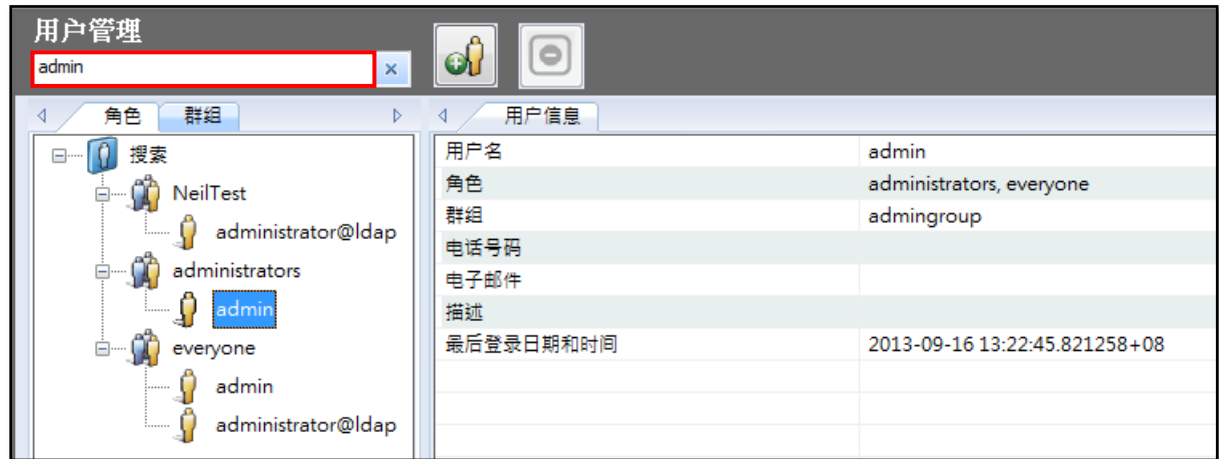 用户管理
admin
角色 群组
用户信息
搜索
NeilTest
administrator@ldap
administrators
admin
everyone
admin
administrator@ldap
用户名 admin
角色 administrators, everyone
群组 admingroup
电话号码
电子邮件
描述
最后登录日期和时间 2013-09-16 13:22:45.821258+08